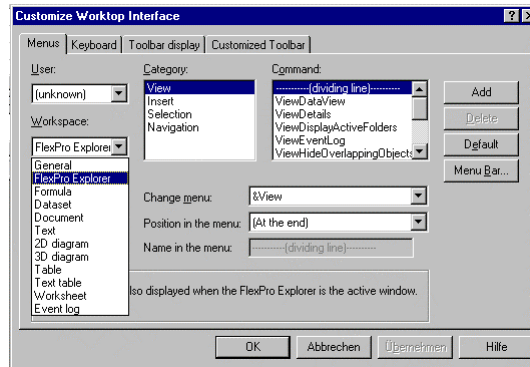 Customize Worktop Interface
Menus Keyboard Toolbar display Customized Toolbar
User:
(unknown)
Workspace:
FlexPro Explorer
General
FlexPro Explorer
Formula
Dataset
Document
Text
2D diagram
3D diagram
Table
Text table
Worksheet
Event log
Category:
View
Insert
Selection
Navigation
Command:
----------(dividing line)----------
ViewDataView
ViewDetails
ViewDisplayActiveFolders
ViewEventLog
ViewHideOverlappingObjects
Add
Delete
Default
Menu Bar...
Change menu: &View
Position in the menu: (At the end)
Name in the menu: ----------(dividing line)----------
lso displayed when the FlexPro Explorer is the active window.
OK Abbrechen Übernehmen Hilfe